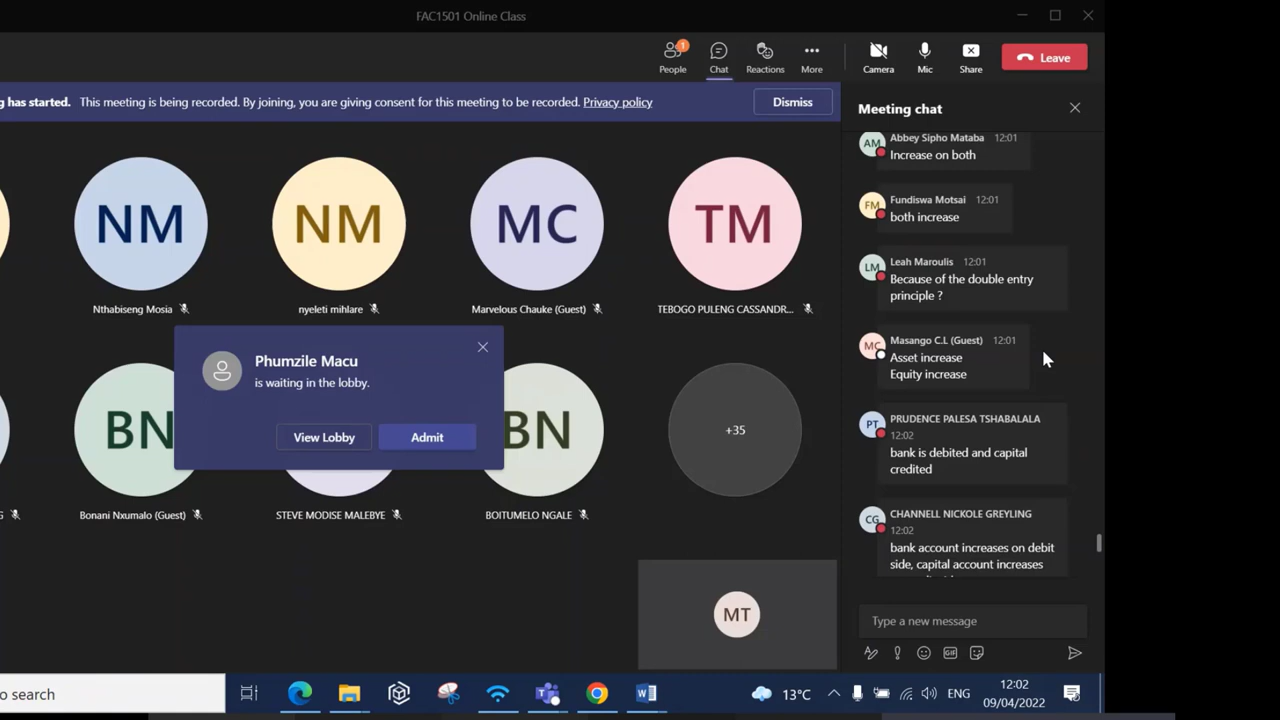 FAC1501 Online Class
People
1
Chat
Reactions
More
Camera
Mic
Share
Leave
g has started. This meeting is being recorded. By joining, you are giving consent for this meeting to be recorded. Privacy policy
Dismiss
NM
Nthabiseng Mosia
NM
nyeleti mihlare
MC
Marvelous Chauke (Guest)
TM
TEBOGO PULENG CASSANDR...
Phumzile Macu
is waiting in the lobby.
View Lobby
Admit
BN
BN
+35
G
Bonani Nxumalo (Guest)
STEVE MODISE MALEBYE
BOITUMELO NGALE
MT
Meeting chat
AM
Abbey Sipho Mataba 12:01
Increase on both
FM
Fundiswa Motsai 12:01
both increase
LM
Leah Maroulis 12:01
Because of the double entry
principle ?
MC
Masango C.L (Guest) 12:01
Asset increase
Equity increase
PT
PRUDENCE PALESA TSHABALALA
12:02
bank is debited and capital
credited
CG
CHANNELL NICKOLE GREYLING
12:02
bank account increases on debit
side, capital account increases
Type a new message
GIF
o search
13°C
ENG
12:02
09/04/2022